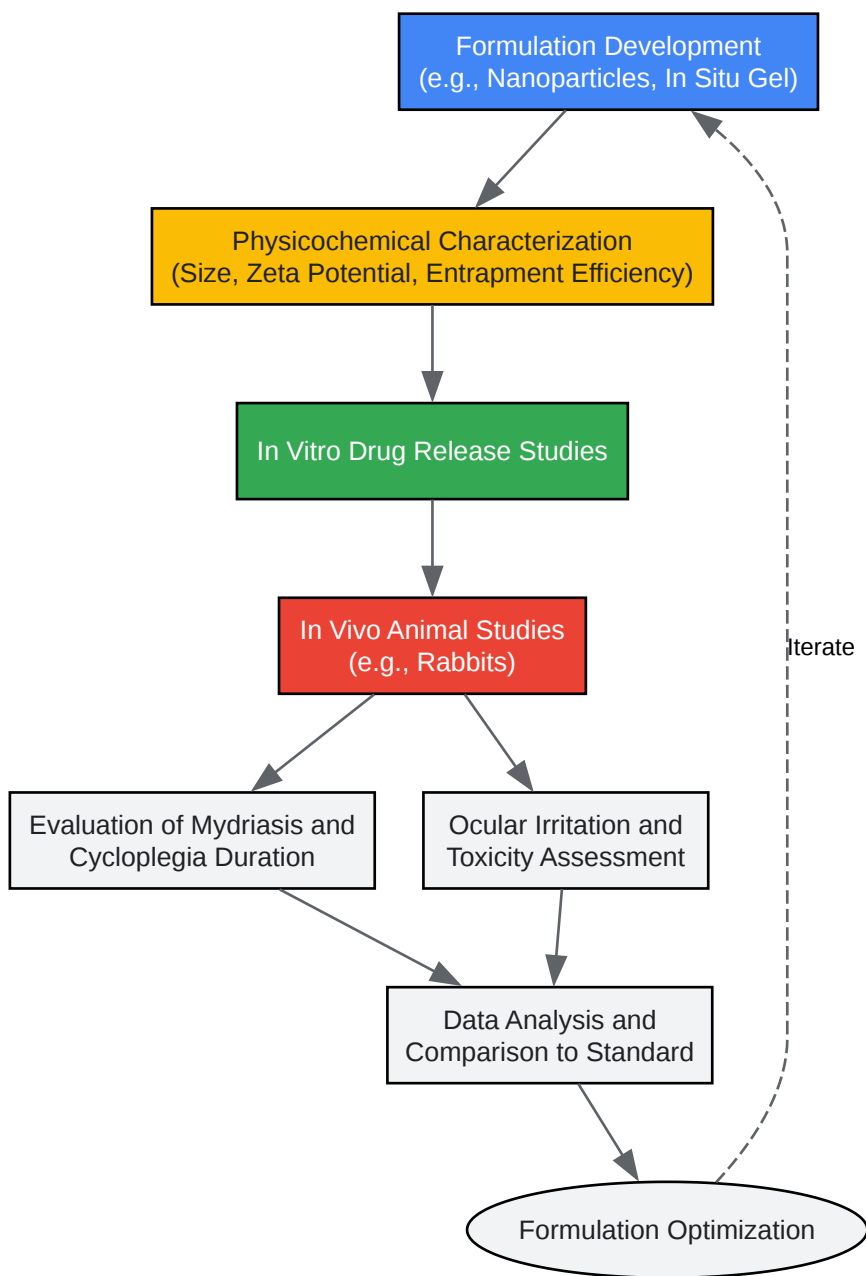 Formulation Development
(e.g., Nanoparticles, In Situ Gel)
Physicochemical Characterization
(Size, Zeta Potential, Entrapment Efficiency)
In Vitro Drug Release Studies
In Vivo Animal Studies
(e.g., Rabbits)
Iterate
Evaluation of Mydriasis and
Cycloplegia Duration
Ocular Irritation and
Toxicity Assessment
Data Analysis and
Comparison to Standard
Formulation Optimization